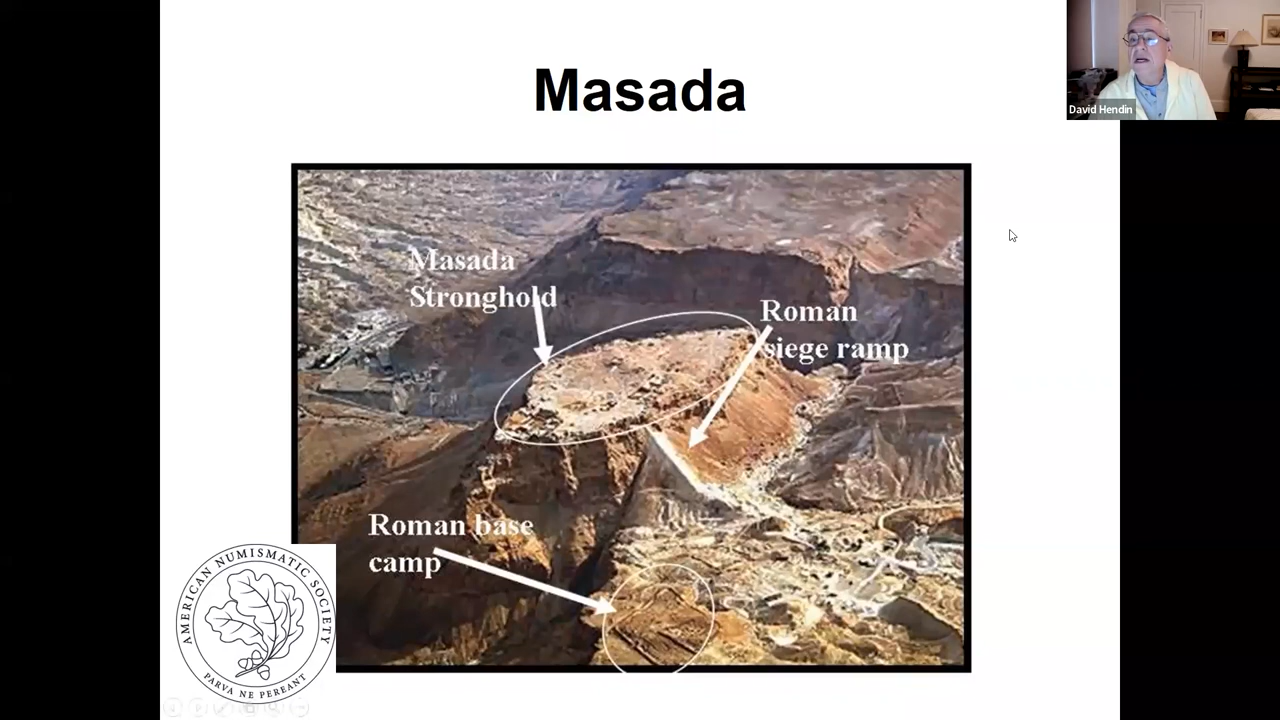 Masada
David Hendin
Masada
Stronghold
Roman
siege ramp
Roman base
camp
AMERICAN NUMISMATIC SOCIETY
PARVA NE PEREANT